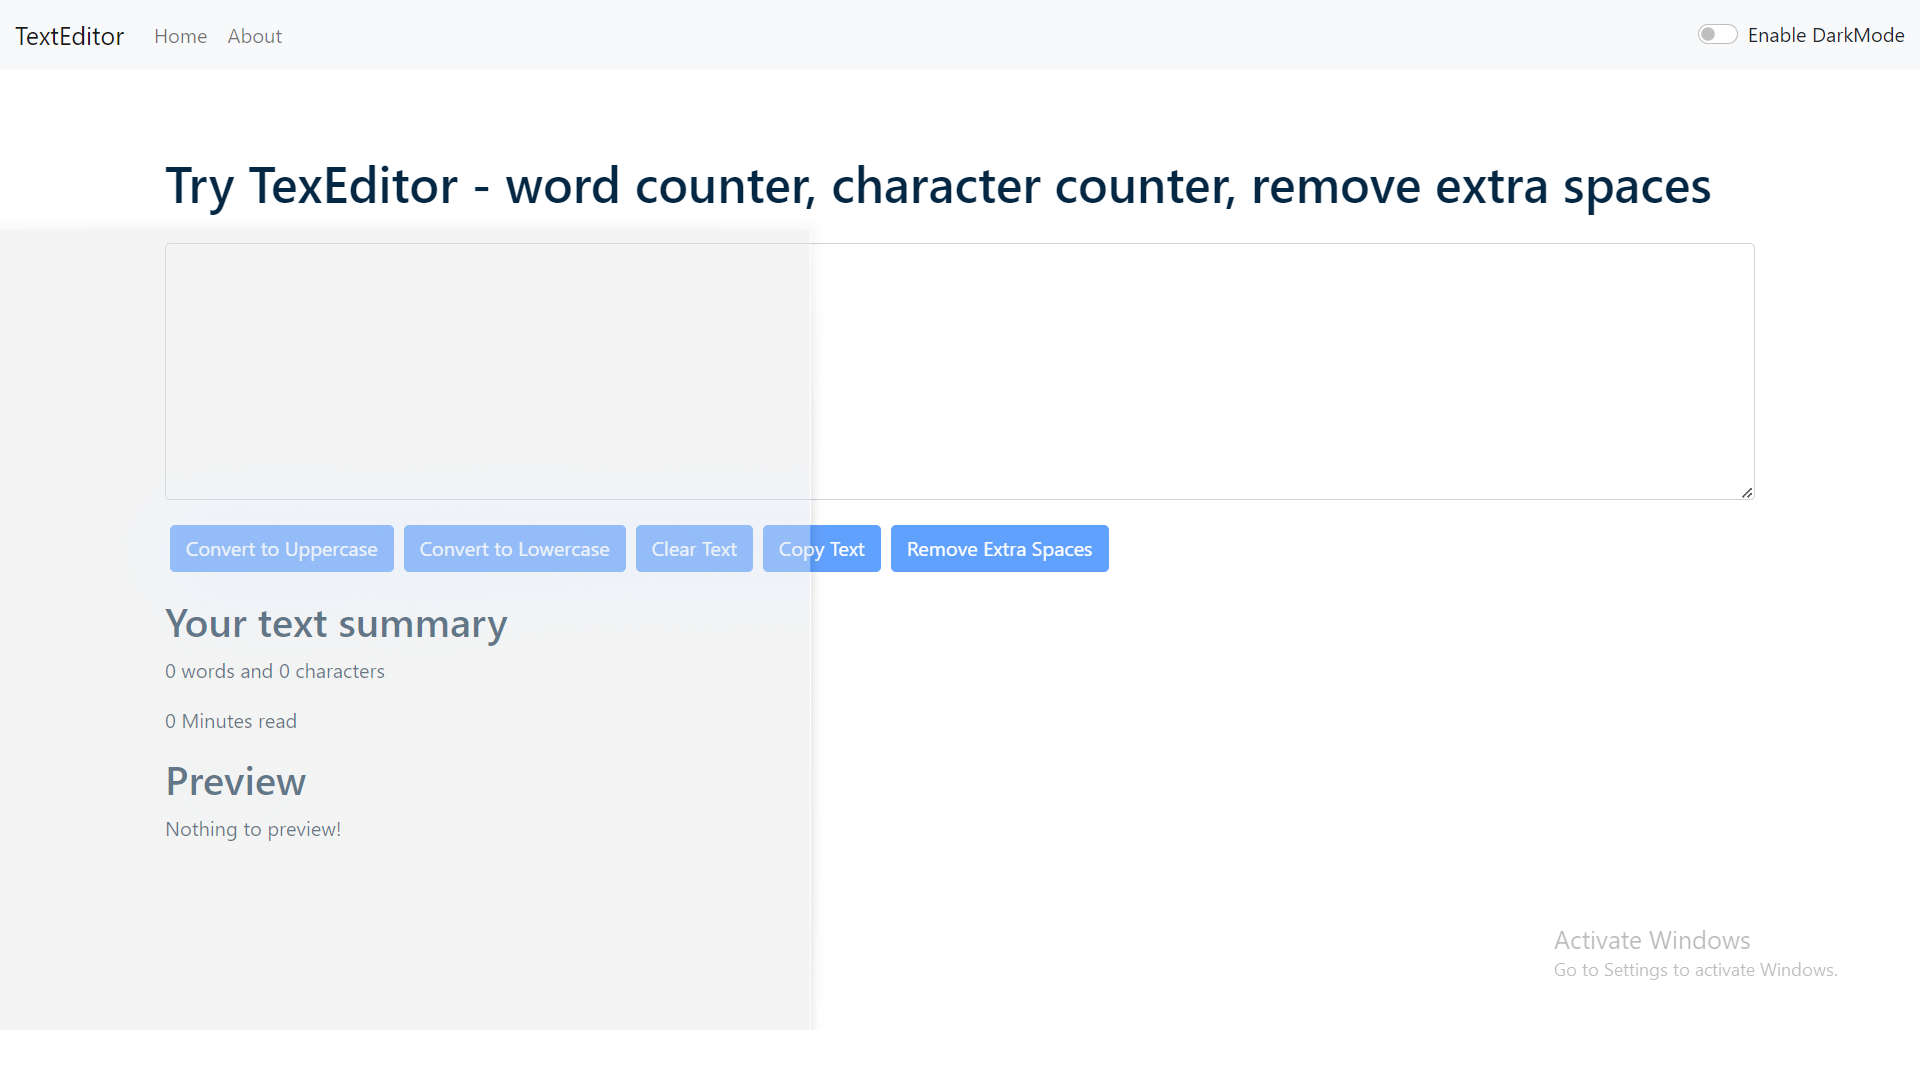 TextEditor Home About Enable DarkMode
Try TexEditor - word counter, character counter, remove extra spaces
Convert to Uppercase Convert to Lowercase Clear Text Copy Text Remove Extra Spaces
Your text summary
0 words and 0 characters
0 Minutes read
Preview
Nothing to preview!
Activate Windows
Go to Settings to activate Windows.